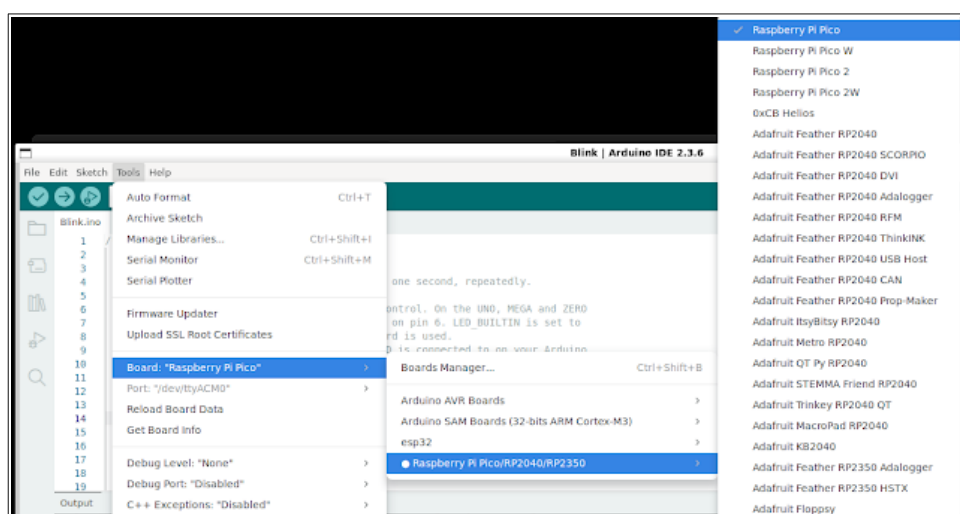 Blink | Arduino IDE 2.3.6
File Edit Sketch Tools Help
Blink.ino
1 /
2
3
4
5
6
7
8
9
10
11
12
13
14
15
16
17
18
19
one second, repeatedly.
ontrol. On the UNO, MEGA and ZERO
on pin 6. LED_BUILTIN is set to
rd is used.
D is connected to on your Arduino
Output
Auto Format Ctrl+T
Archive Sketch
Manage Libraries... Ctrl+Shift+I
Serial Monitor Ctrl+Shift+M
Serial Plotter
Firmware Updater
Upload SSL Root Certificates
Board: "Raspberry Pi Pico"
Port: "/dev/ttyACM0"
Reload Board Data
Get Board Info
Debug Level: "None"
Debug Port: "Disabled"
C++ Exceptions: "Disabled"
Boards Manager... Ctrl+Shift+B
Arduino AVR Boards
Arduino SAM Boards (32-bits ARM Cortex-M3)
esp32
Raspberry Pi Pico/RP2040/RP2350
Raspberry Pi Pico
Raspberry Pi Pico W
Raspberry Pi Pico 2
Raspberry Pi Pico 2W
0xCB Helios
Adafruit Feather RP2040
Adafruit Feather RP2040 SCORPIO
Adafruit Feather RP2040 DVI
Adafruit Feather RP2040 Adalogger
Adafruit Feather RP2040 RFM
Adafruit Feather RP2040 ThinkINK
Adafruit Feather RP2040 USB Host
Adafruit Feather RP2040 CAN
Adafruit Feather RP2040 Prop-Maker
Adafruit ItsyBitsy RP2040
Adafruit Metro RP2040
Adafruit QT Py RP2040
Adafruit STEMMA Friend RP2040
Adafruit Trinkey RP2040 QT
Adafruit MacroPad RP2040
Adafruit KB2040
Adafruit Feather RP2350 Adalogger
Adafruit Feather RP2350 HSTX
Adafruit Floppsy